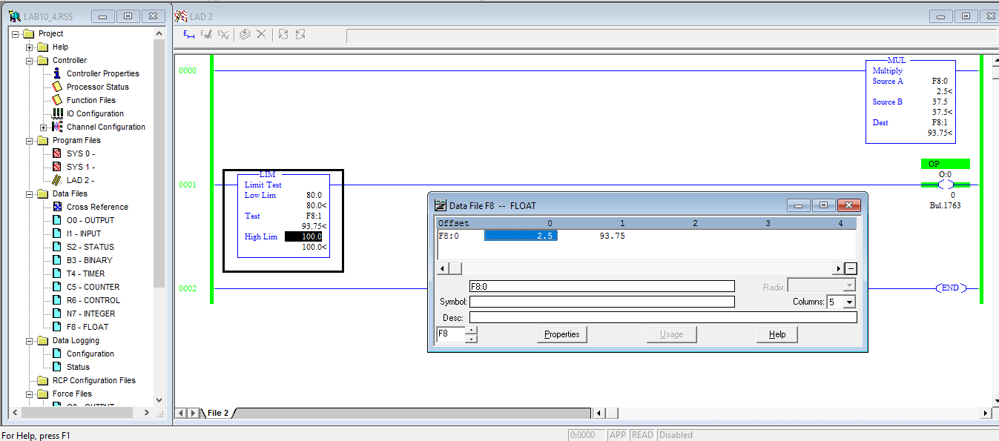 LAB10_4.RSS
Project
Help
Controller
Controller Properties
Processor Status
Function Files
IO Configuration
Channel Configuration
Program Files
SYS 0 -
SYS 1 -
LAD 2 -
Data Files
Cross Reference
O0 - OUTPUT
I1 - INPUT
S2 - STATUS
B3 - BINARY
T4 - TIMER
C5 - COUNTER
R6 - CONTROL
N7 - INTEGER
F8 - FLOAT
Data Logging
Configuration
Status
RCP Configuration Files
Force Files
O0 - OUTPUT
LAD 2
0000
MUL
Multiply
Source A F8:0
2.5<
Source B 37.5
37.5<
Dest F8:1
93.75<
0001
LIM
Limit Test
Low Lim 80.0
80.0<
Test F8:1
93.75<
High Lim 100.0
100.0<
OP
O:0
0
Bul.1763
0002
END
Data File F8 -- FLOAT
Offset 0 1 2 3 4
F8:0 2.5 93.75
F8:0
Radix:
Symbol:
Columns: 5
Desc:
F8
Properties
Usage
Help
File 2
For Help, press F1
0:0000 APP READ Disabled